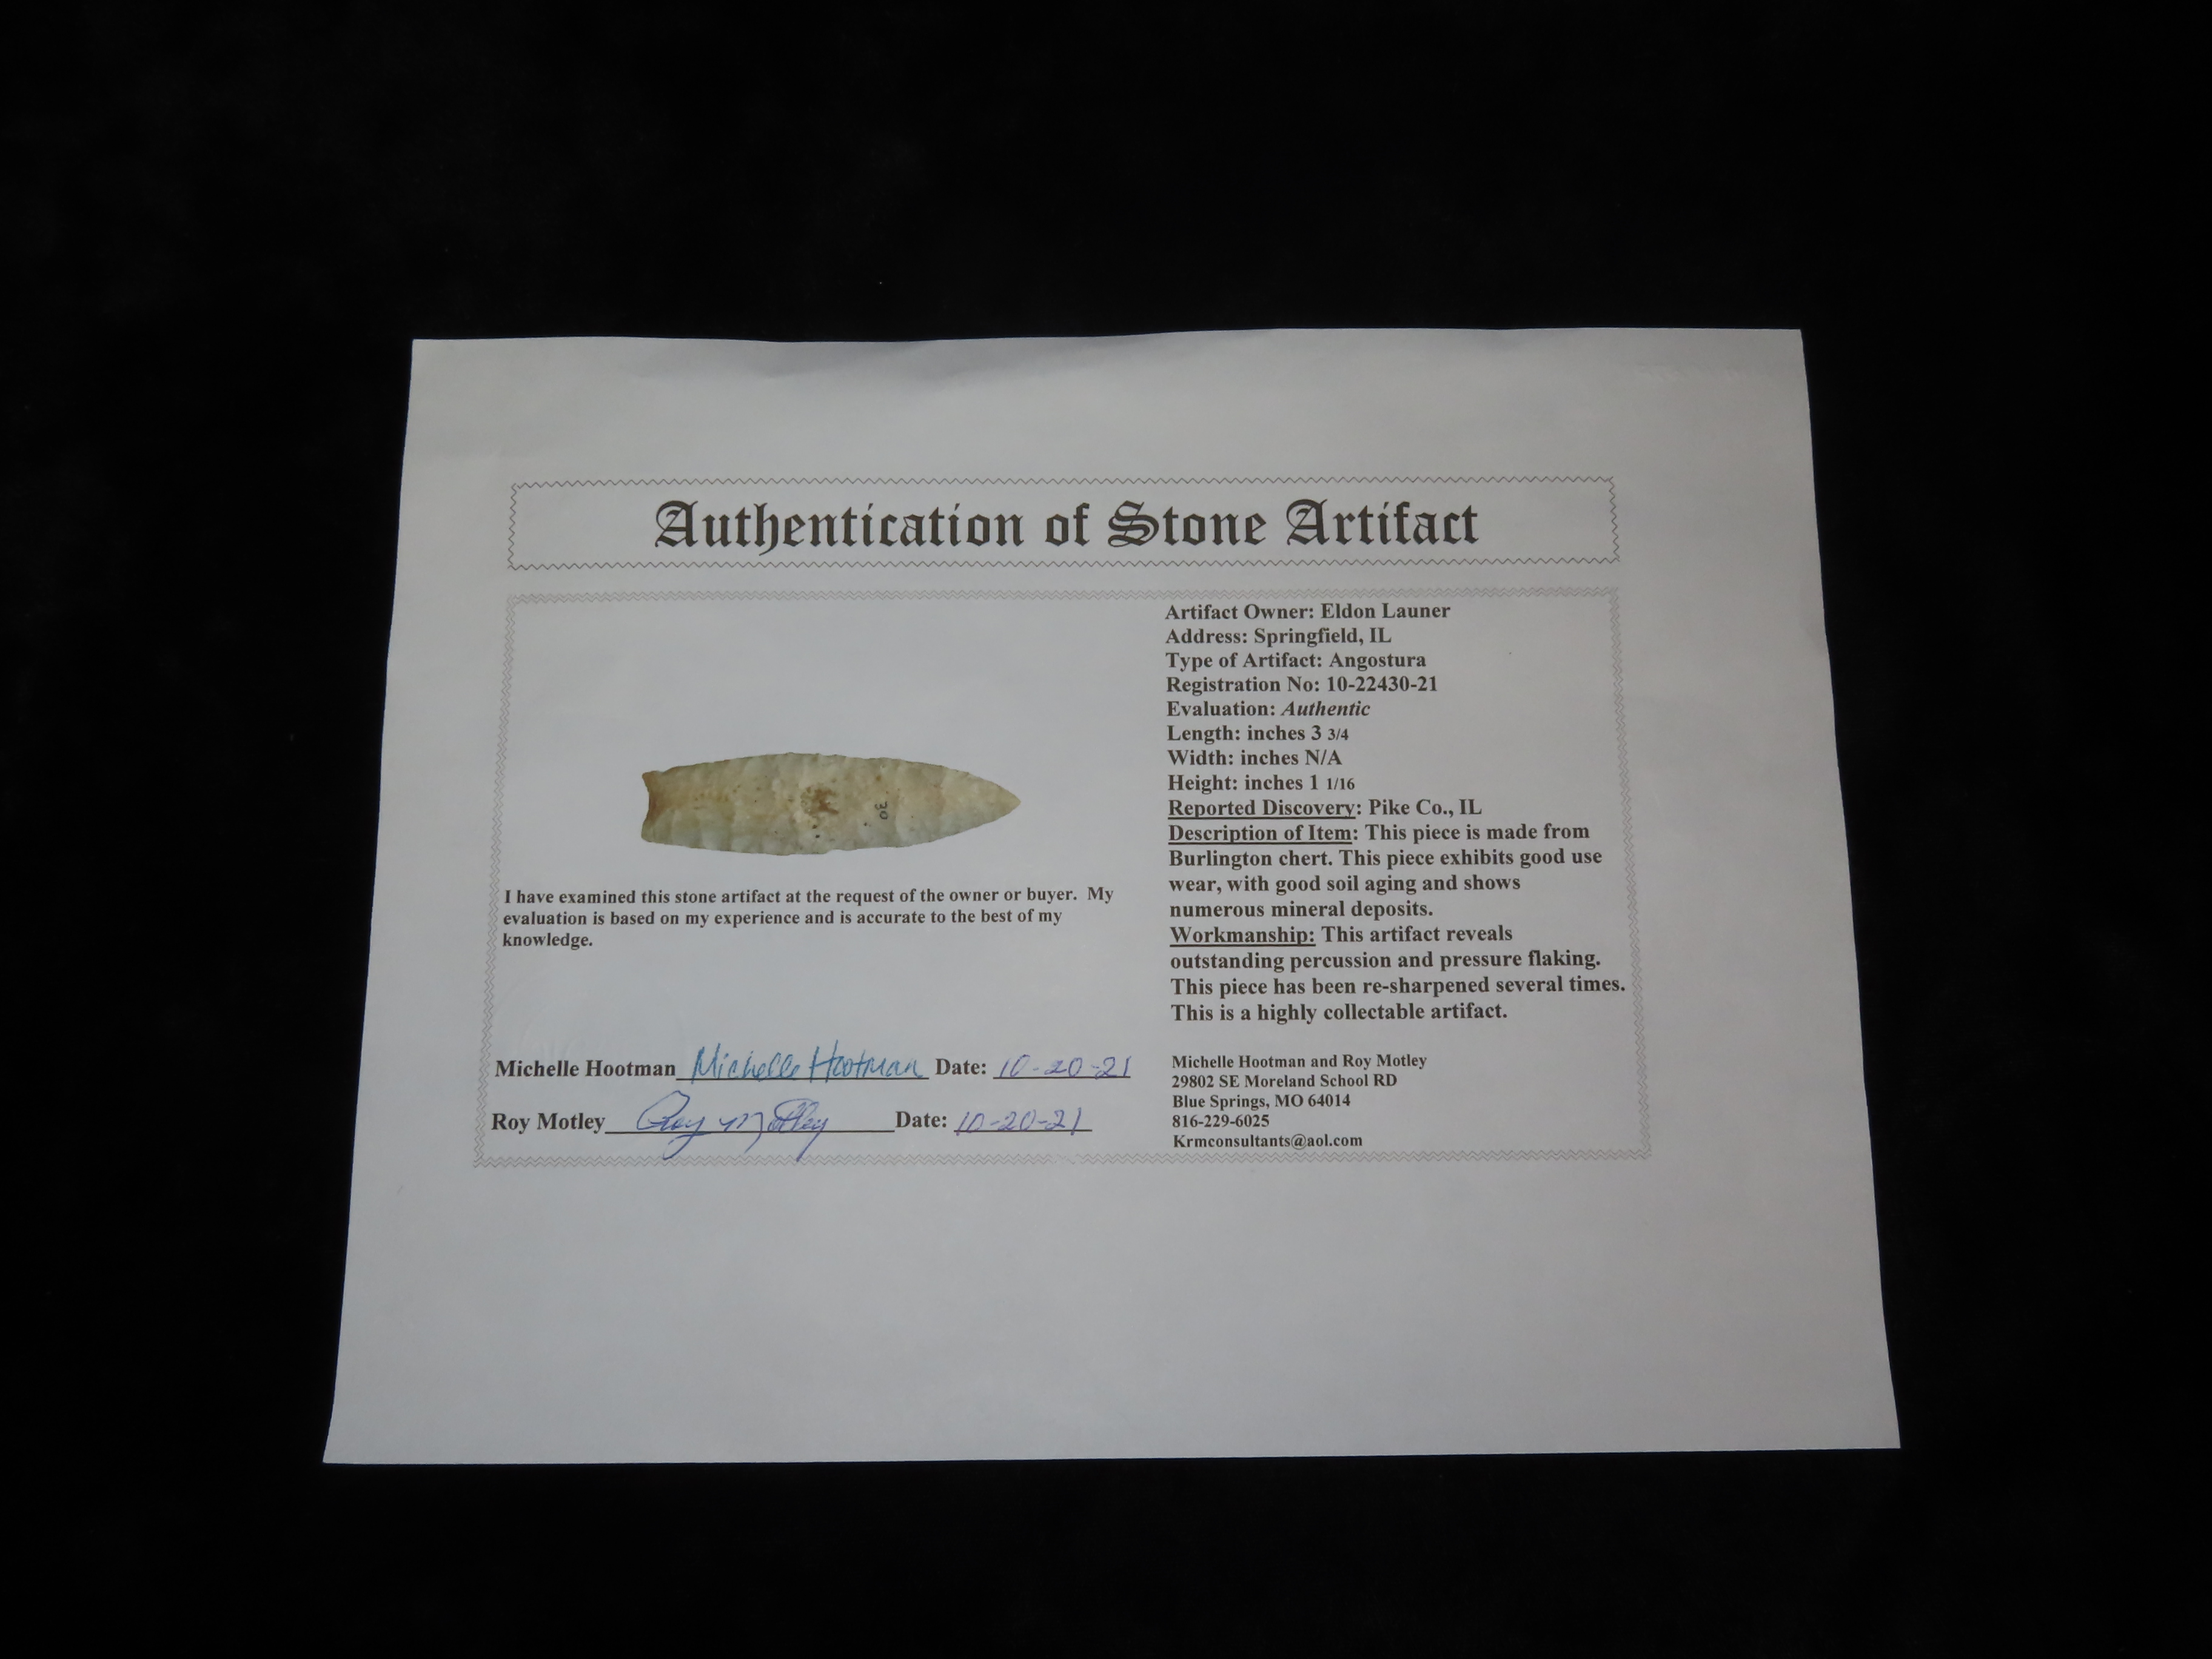 Authentication of Stone Artifact
30
I have examined this stone artifact at the request of the owner or buyer. My
evaluation is based on my experience and is accurate to the best of my
knowledge.
Michelle Hootman Michelle Hootman Date: 10-20-21
Roy Motley Roy Motley Date: 10-20-21
Artifact Owner: Eldon Launer
Address: Springfield, IL
Type of Artifact: Angostura
Registration No: 10-22430-21
Evaluation: Authentic
Length: inches 3 3/4
Width: inches N/A
Height: inches 1 1/16
Reported Discovery: Pike Co., IL
Description of Item: This piece is made from
Burlington chert. This piece exhibits good use
wear, with good soil aging and shows
numerous mineral deposits.
Workmanship: This artifact reveals
outstanding percussion and pressure flaking.
This piece has been re-sharpened several times.
This is a highly collectable artifact.
Michelle Hootman and Roy Motley
29802 SE Moreland School RD
Blue Springs, MO 64014
816-229-6025
Krmconsultants@aol.com